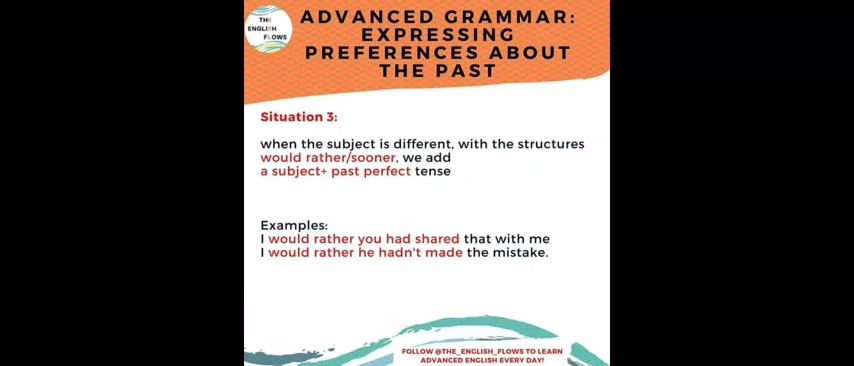 THE
ENGLISH
FLOWS
ADVANCED GRAMMAR:
EXPRESSING
PREFERENCES ABOUT
THE PAST
Situation 3:
when the subject is different, with the structures
would rather/sooner, we add
a subject+ past perfect tense
Examples:
I would rather you had shared that with me
I would rather he hadn't made the mistake.
FOLLOW @THE_ENGLISH_FLOWS TO LEARN
ADVANCED ENGLISH EVERY DAY!